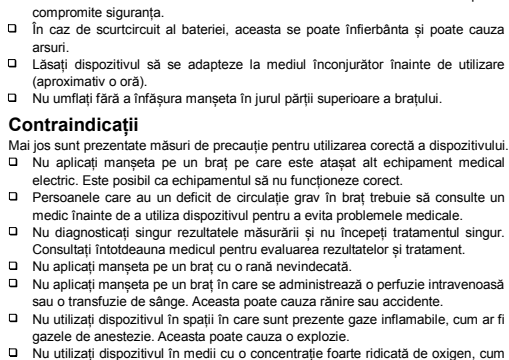 compromite siguranța.
❑ În caz de scurtcircuit al bateriei, aceasta se poate înfierbânta și poate cauza
arsuri.
❑ Lăsați dispozitivul să se adapteze la mediul înconjurător înainte de utilizare
(aproximativ o oră).
❑ Nu umflați fără a înfășura manșeta în jurul părții superioare a brațului.
Contraindicații
Mai jos sunt prezentate măsuri de precauție pentru utilizarea corectă a dispozitivului.
❑ Nu aplicați manșeta pe un braț pe care este atașat alt echipament medical
electric. Este posibil ca echipamentul să nu funcționeze corect.
❑ Persoanele care au un deficit de circulație grav în braț trebuie să consulte un
medic înainte de a utiliza dispozitivul pentru a evita problemele medicale.
❑ Nu diagnosticați singur rezultatele măsurării și nu începeți tratamentul singur.
Consultați întotdeauna medicul pentru evaluarea rezultatelor și tratament.
❑ Nu aplicați manșeta pe un braț cu o rană nevindecată.
❑ Nu aplicați manșeta pe un braț în care se administrează o perfuzie intravenoasă
sau o transfuzie de sânge. Aceasta poate cauza rănire sau accidente.
❑ Nu utilizați dispozitivul în spații în care sunt prezente gaze inflamabile, cum ar fi
gazele de anestezie. Aceasta poate cauza o explozie.
❑ Nu utilizați dispozitivul în medii cu o concentrație foarte ridicată de oxigen, cum